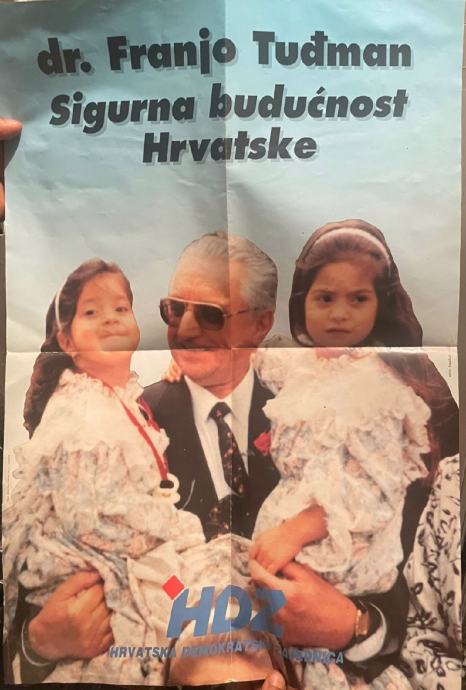 dr. Franjo Tuđman
Sigurna budućnost
Hrvatske
HDZ
HRVATSKA DEMOKRATSKA ZAJEDNICA